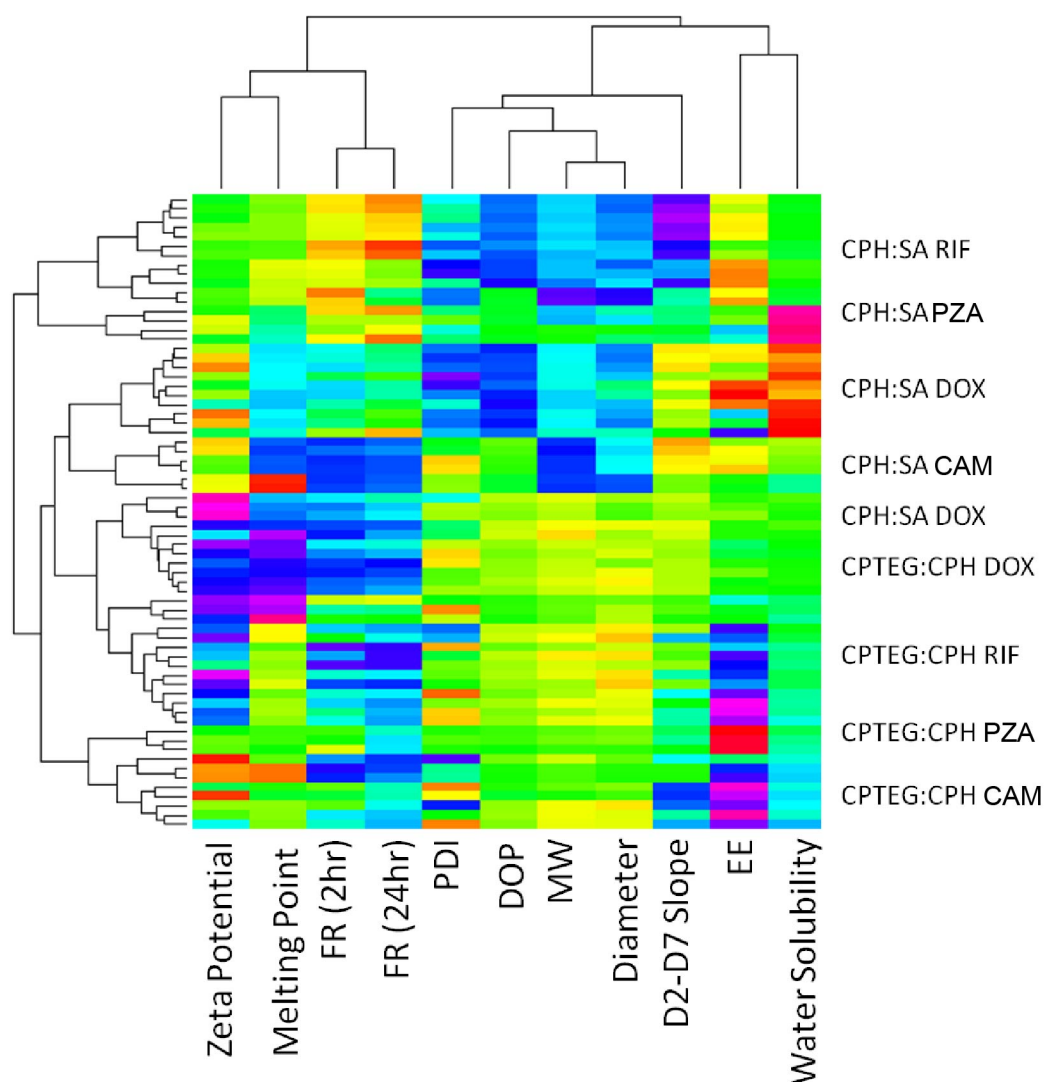 CPH:SA RIF
CPH:SA PZA
CPH:SA DOX
CPH:SA CAM
CPH:SA DOX
CPTEG:CPH DOX
CPTEG:CPH RIF
CPTEG:CPH PZA
CPTEG:CPH CAM
Zeta Potential
Melting Point
FR (2hr)
FR (24hr)
PDI
DOP
MW
Diameter
D2-D7 Slope
EE
Water Solubility